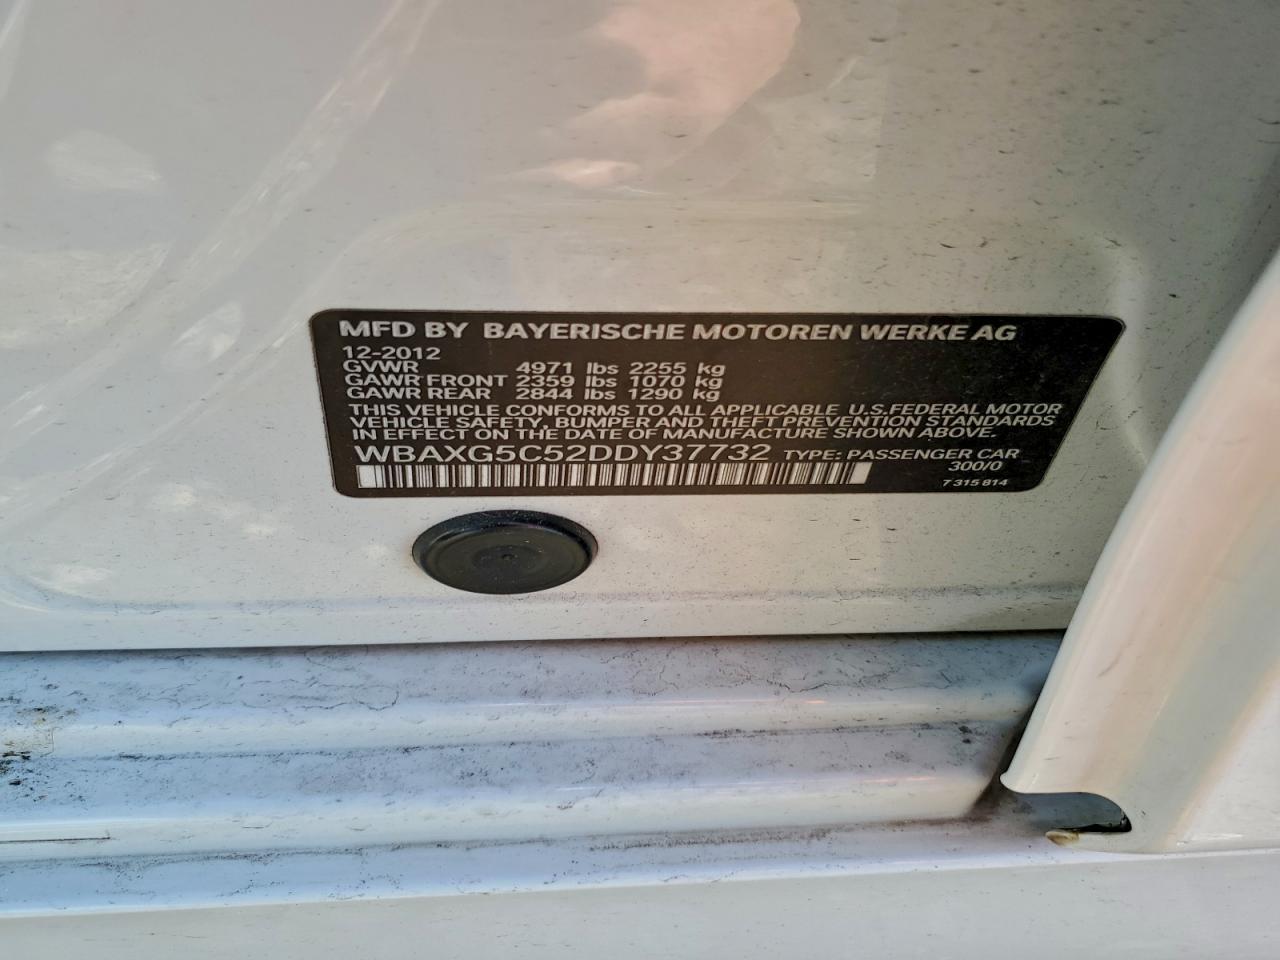 MFD BY BAYERISCHE MOTOREN WERKE AG
12-2012
GVWR 4971 lbs 2255 kg
GAWR FRONT 2359 lbs 1070 kg
GAWR REAR 2844 lbs 1290 kg
THIS VEHICLE CONFORMS TO ALL APPLICABLE U.S.FEDERAL MOTOR
VEHICLE SAFETY, BUMPER AND THEFT PREVENTION STANDARDS
IN EFFECT ON THE DATE OF MANUFACTURE SHOWN ABOVE.
WBAXG5C52DDY37732 TYPE: PASSENGER CAR
300/0
7 315 814